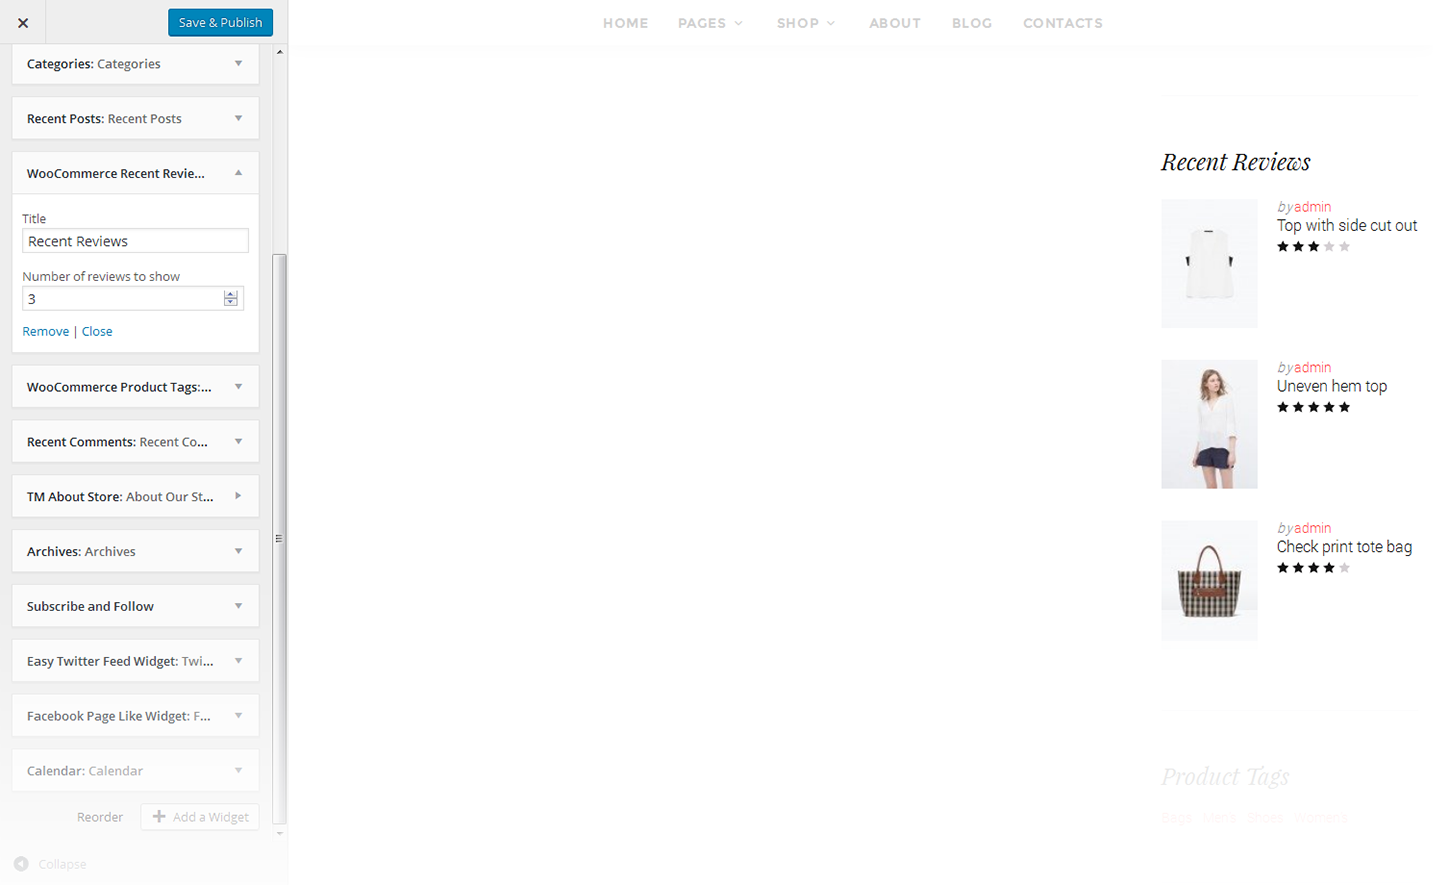 Save & Publish
HOME PAGES SHOP ABOUT BLOG CONTACTS
Categories: Categories
Recent Posts: Recent Posts
WooCommerce Recent Revie...
Title
Recent Reviews
Number of reviews to show
3
Remove | Close
WooCommerce Product Tags:...
Recent Comments: Recent Co...
TM About Store: About Our St...
Archives: Archives
Subscribe and Follow
Easy Twitter Feed Widget: Twi...
Facebook Page Like Widget: F...
Calendar: Calendar
Reorder
Add a Widget
Collapse
Recent Reviews
by admin
Top with side cut out
by admin
Uneven hem top
by admin
Check print tote bag
Product Tags
Bags Men's Shoes Women's